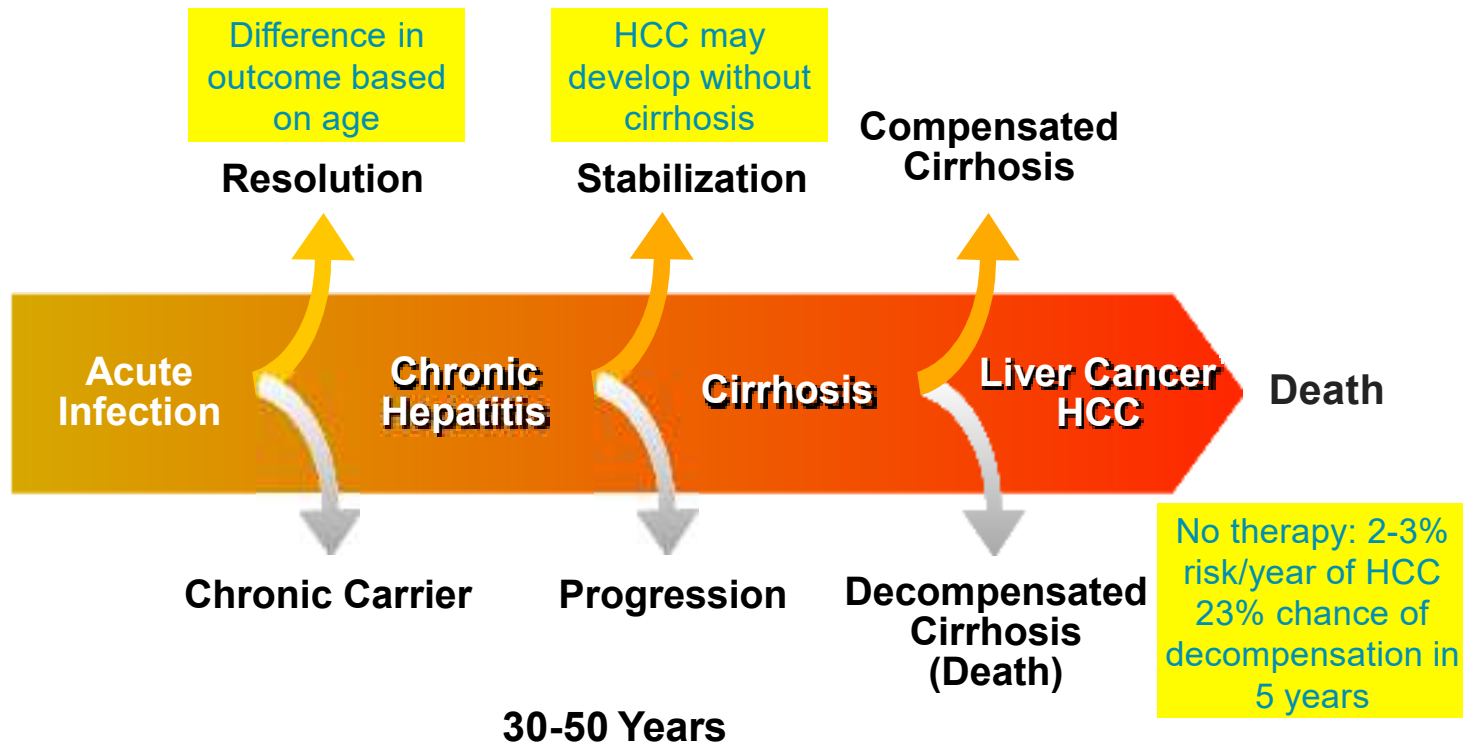 Difference in
outcome based
on age
HCC may
develop without
cirrhosis
Resolution
Stabilization
Compensated
Cirrhosis
Acute
Infection
Chronic
Hepatitis
Cirrhosis
Liver Cancer
HCC
Death
Chronic Carrier
Progression
Decompensated
Cirrhosis
(Death)
No therapy: 2-3%
risk/year of HCC
23% chance of
decompensation in
5 years
30-50 Years